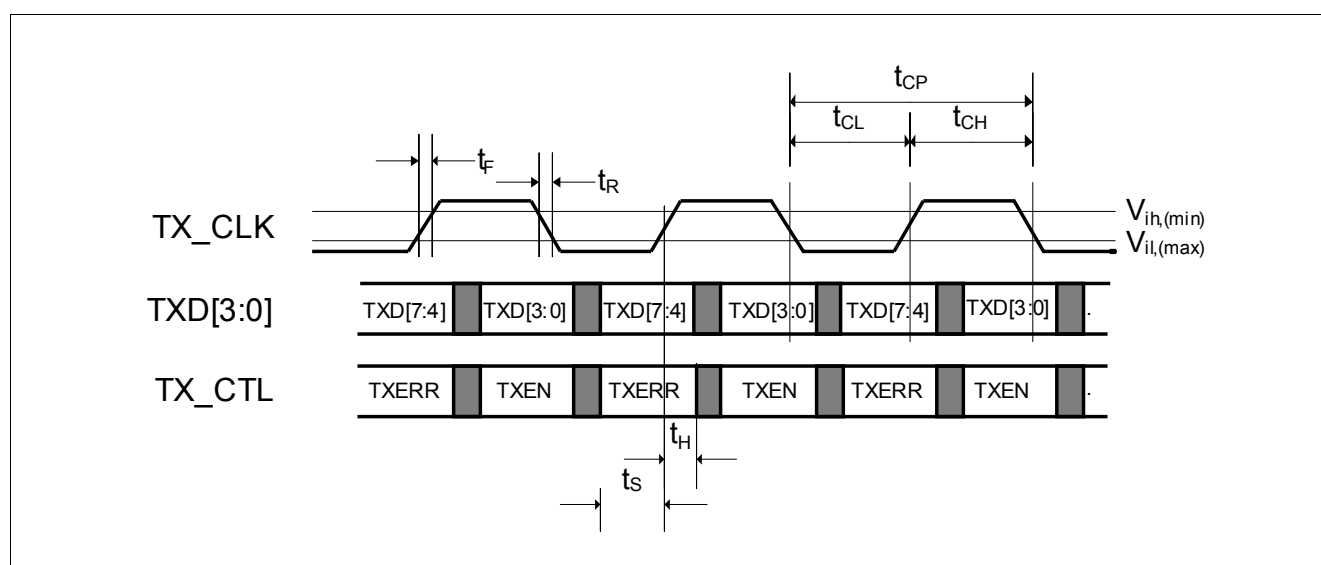 tCP
tCL tCH
tF
tR
TX_CLK
Vih,(min)
Vil,(max)
TXD[3:0] TXD[7:4] TXD[3:0] TXD[7:4] TXD[3:0] TXD[7:4] TXD[3:0] .
TX_CTL TXERR TXEN TXERR TXEN TXERR TXEN .
tH
tS